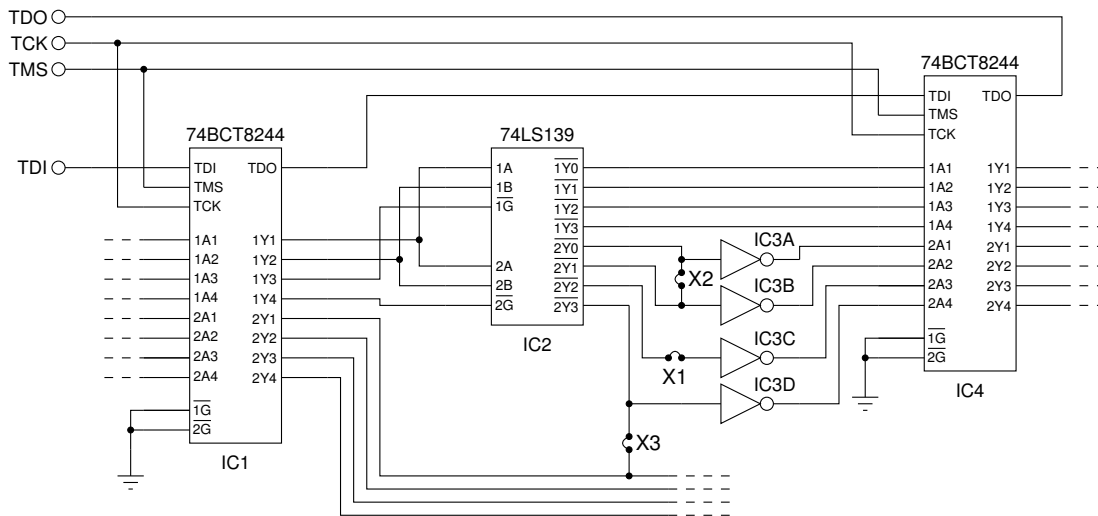 TDO
TCK
TMS
TDI
74BCT8244
TDI
TMS
TCK
1A1
1A2
1A3
1A4
2A1
2A2
2A3
2A4
1G
2G
TDO
1Y1
1Y2
1Y3
1Y4
2Y1
2Y2
2Y3
2Y4
IC1
74LS139
1A
1B
1G
2A
2B
2G
1Y0
1Y1
1Y2
1Y3
2Y0
2Y1
2Y2
2Y3
IC2
IC3A
X2
IC3B
IC3C
X1
IC3D
X3
74BCT8244
TDI
TMS
TCK
1A1
1A2
1A3
1A4
2A1
2A2
2A3
2A4
1G
2G
TDO
1Y1
1Y2
1Y3
1Y4
2Y1
2Y2
2Y3
2Y4
IC4